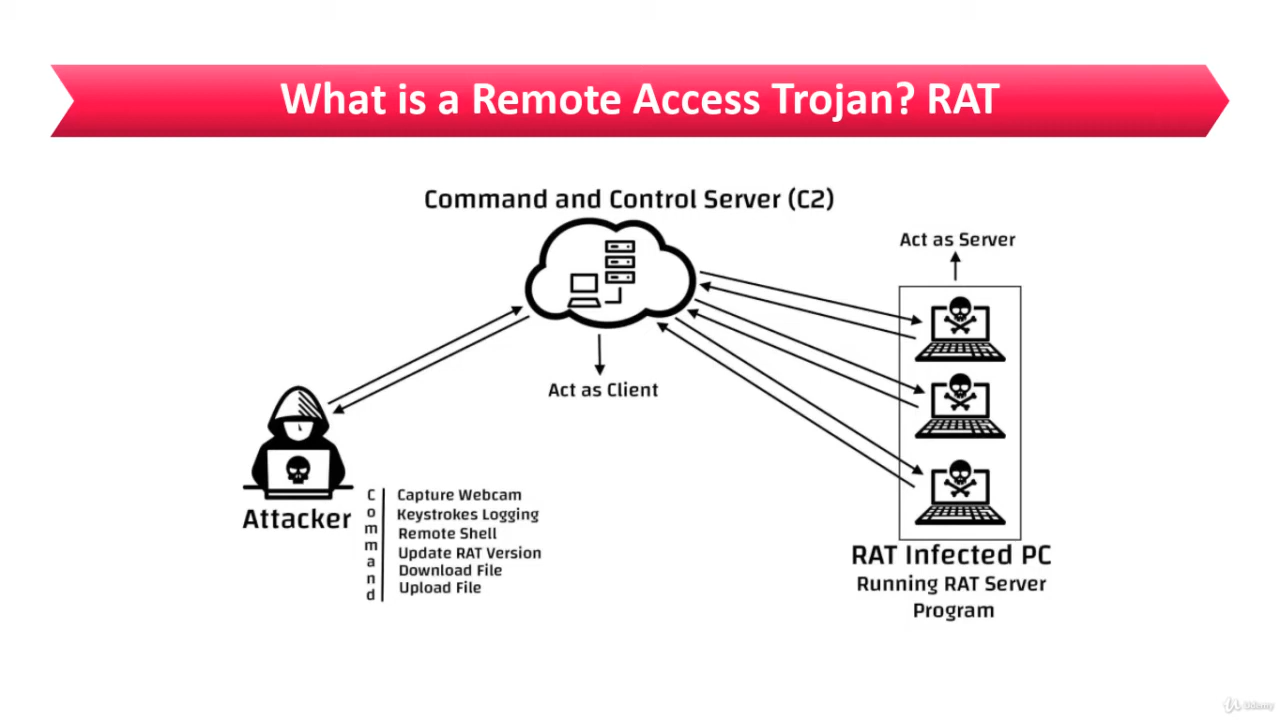 What is a Remote Access Trojan? RAT
Command and Control Server (C2)
Act as Server
Act as Client
Attacker
Command
Capture Webcam
Keystrokes Logging
Remote Shell
Update RAT Version
Download File
Upload File
RAT Infected PC
Running RAT Server
Program
Udemy